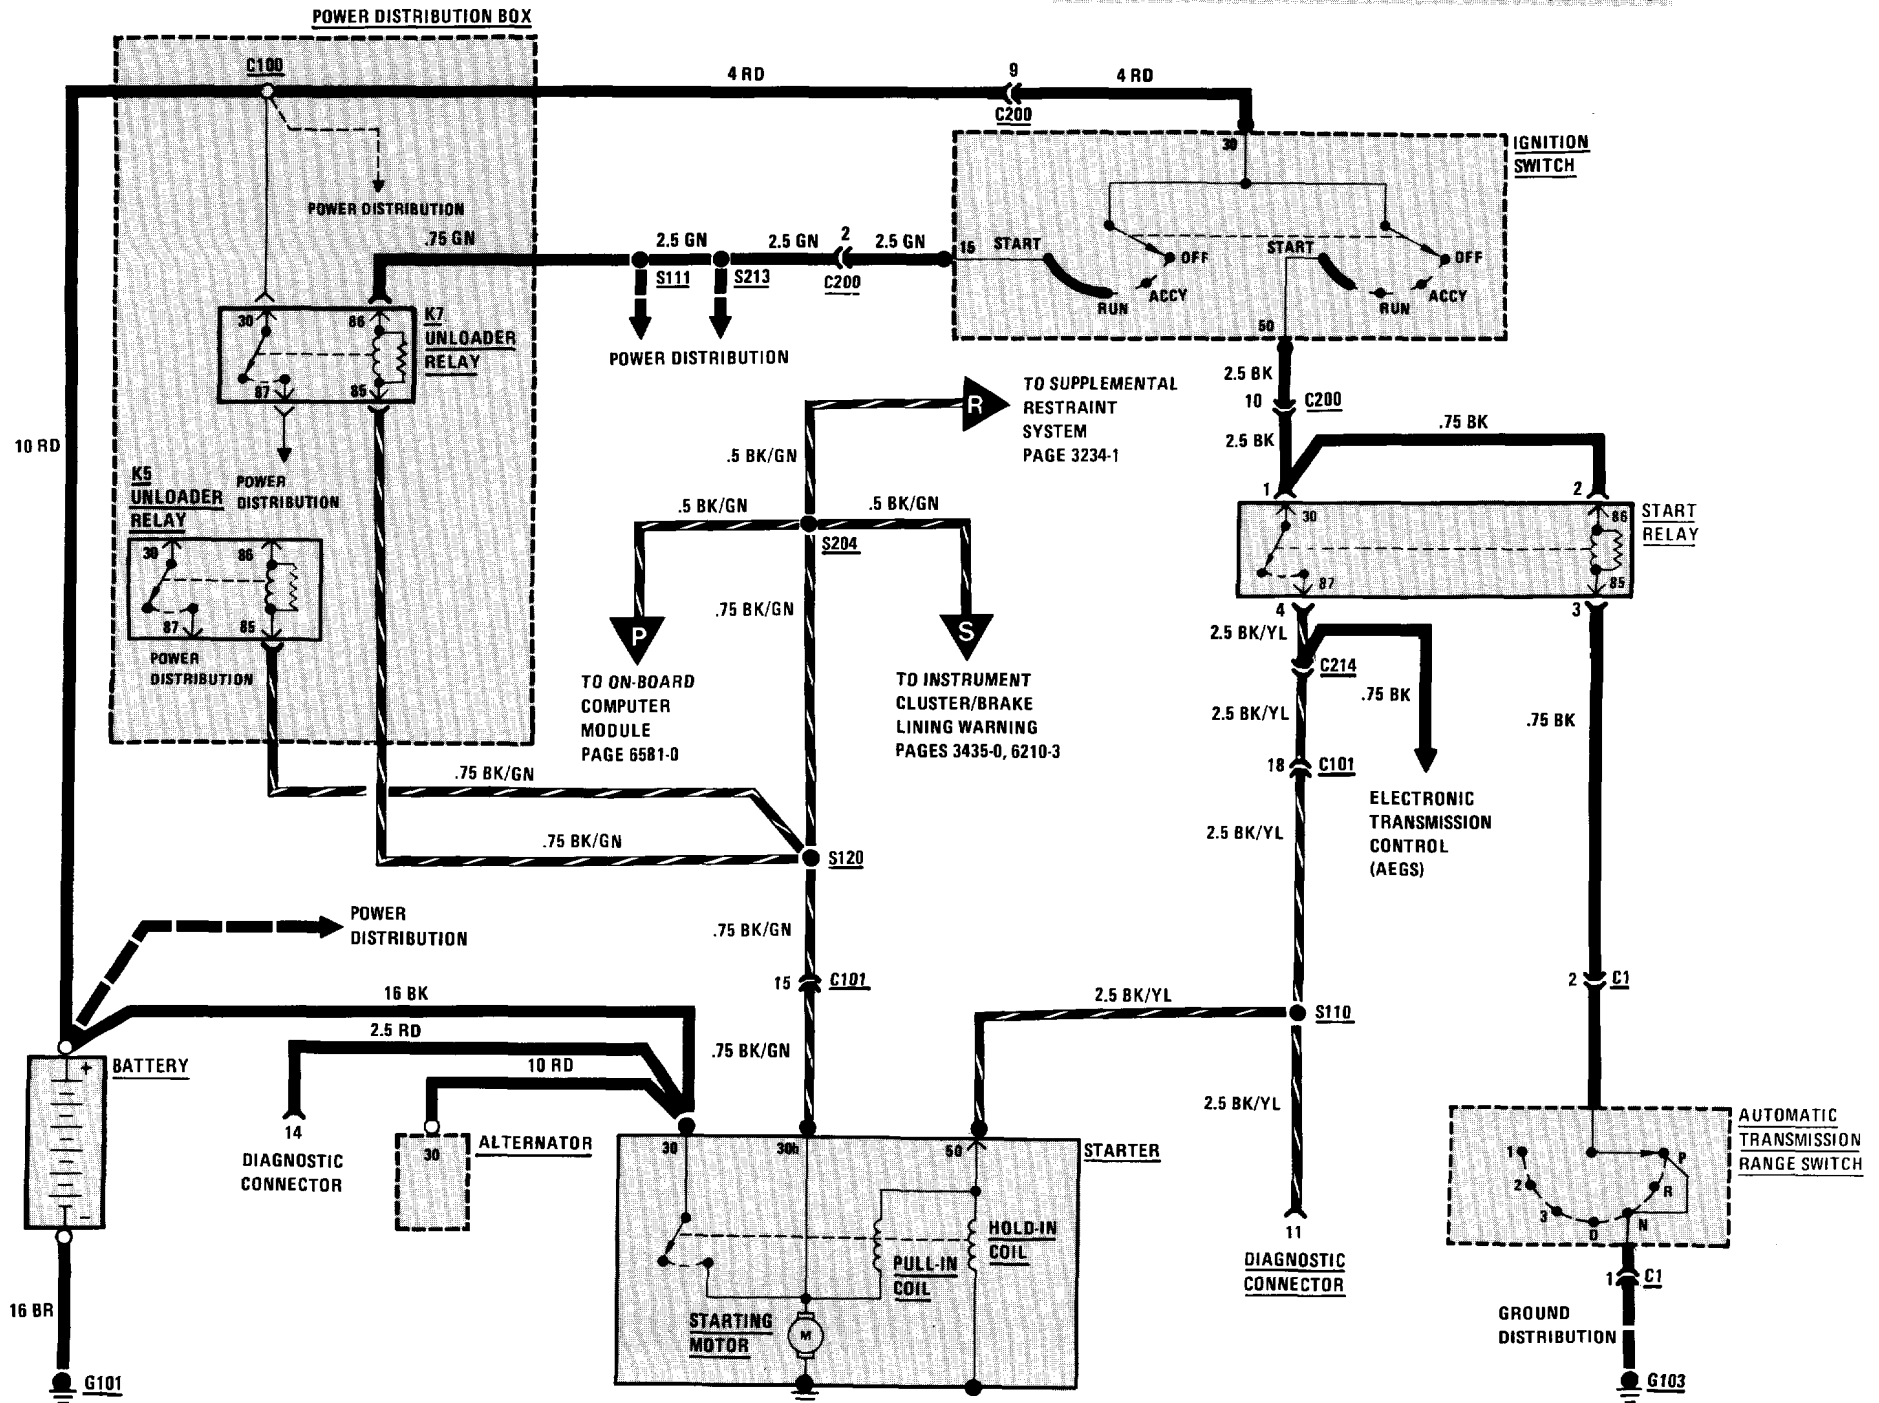 POWER DISTRIBUTION BOX
C100
4 RD
9
4 RD
C200
IGNITION
SWITCH
30
POWER DISTRIBUTION
.75 GN
2.5 GN
2.5 GN
2
2.5 GN
S111
S213
C200
15
START
OFF
ACCY
RUN
START
OFF
ACCY
RUN
50
POWER DISTRIBUTION
30
86
87
85
K7
UNLOADER
RELAY
10 RD
POWER
DISTRIBUTION
K5
UNLOADER
RELAY
30
86
87
85
POWER
DISTRIBUTION
R
TO SUPPLEMENTAL
RESTRAINT
SYSTEM
PAGE 3234-1
.5 BK/GN
.5 BK/GN
.5 BK/GN
S204
.75 BK/GN
P
S
TO ON-BOARD
COMPUTER
MODULE
PAGE 6581-0
TO INSTRUMENT
CLUSTER/BRAKE
LINING WARNING
PAGES 3435-0, 6210-3
2.5 BK
10
C200
2.5 BK
.75 BK
1
2
30
86
87
85
START
RELAY
4
3
2.5 BK/YL
C214
.75 BK
2.5 BK/YL
.75 BK
18
C101
2.5 BK/YL
ELECTRONIC
TRANSMISSION
CONTROL
(AEGS)
.75 BK/GN
.75 BK/GN
S120
POWER
DISTRIBUTION
.75 BK/GN
15
C101
2
C1
16 BK
2.5 RD
10 RD
.75 BK/GN
2.5 BK/YL
S110
BATTERY
+
-
14
DIAGNOSTIC
CONNECTOR
30
ALTERNATOR
30
30h
50
STARTER
HOLD-IN
COIL
PULL-IN
COIL
STARTING
MOTOR
M
2.5 BK/YL
11
DIAGNOSTIC
CONNECTOR
AUTOMATIC
TRANSMISSION
RANGE SWITCH
1
2
3
D
N
R
P
1
C1
GROUND
DISTRIBUTION
16 BR
G101
G103